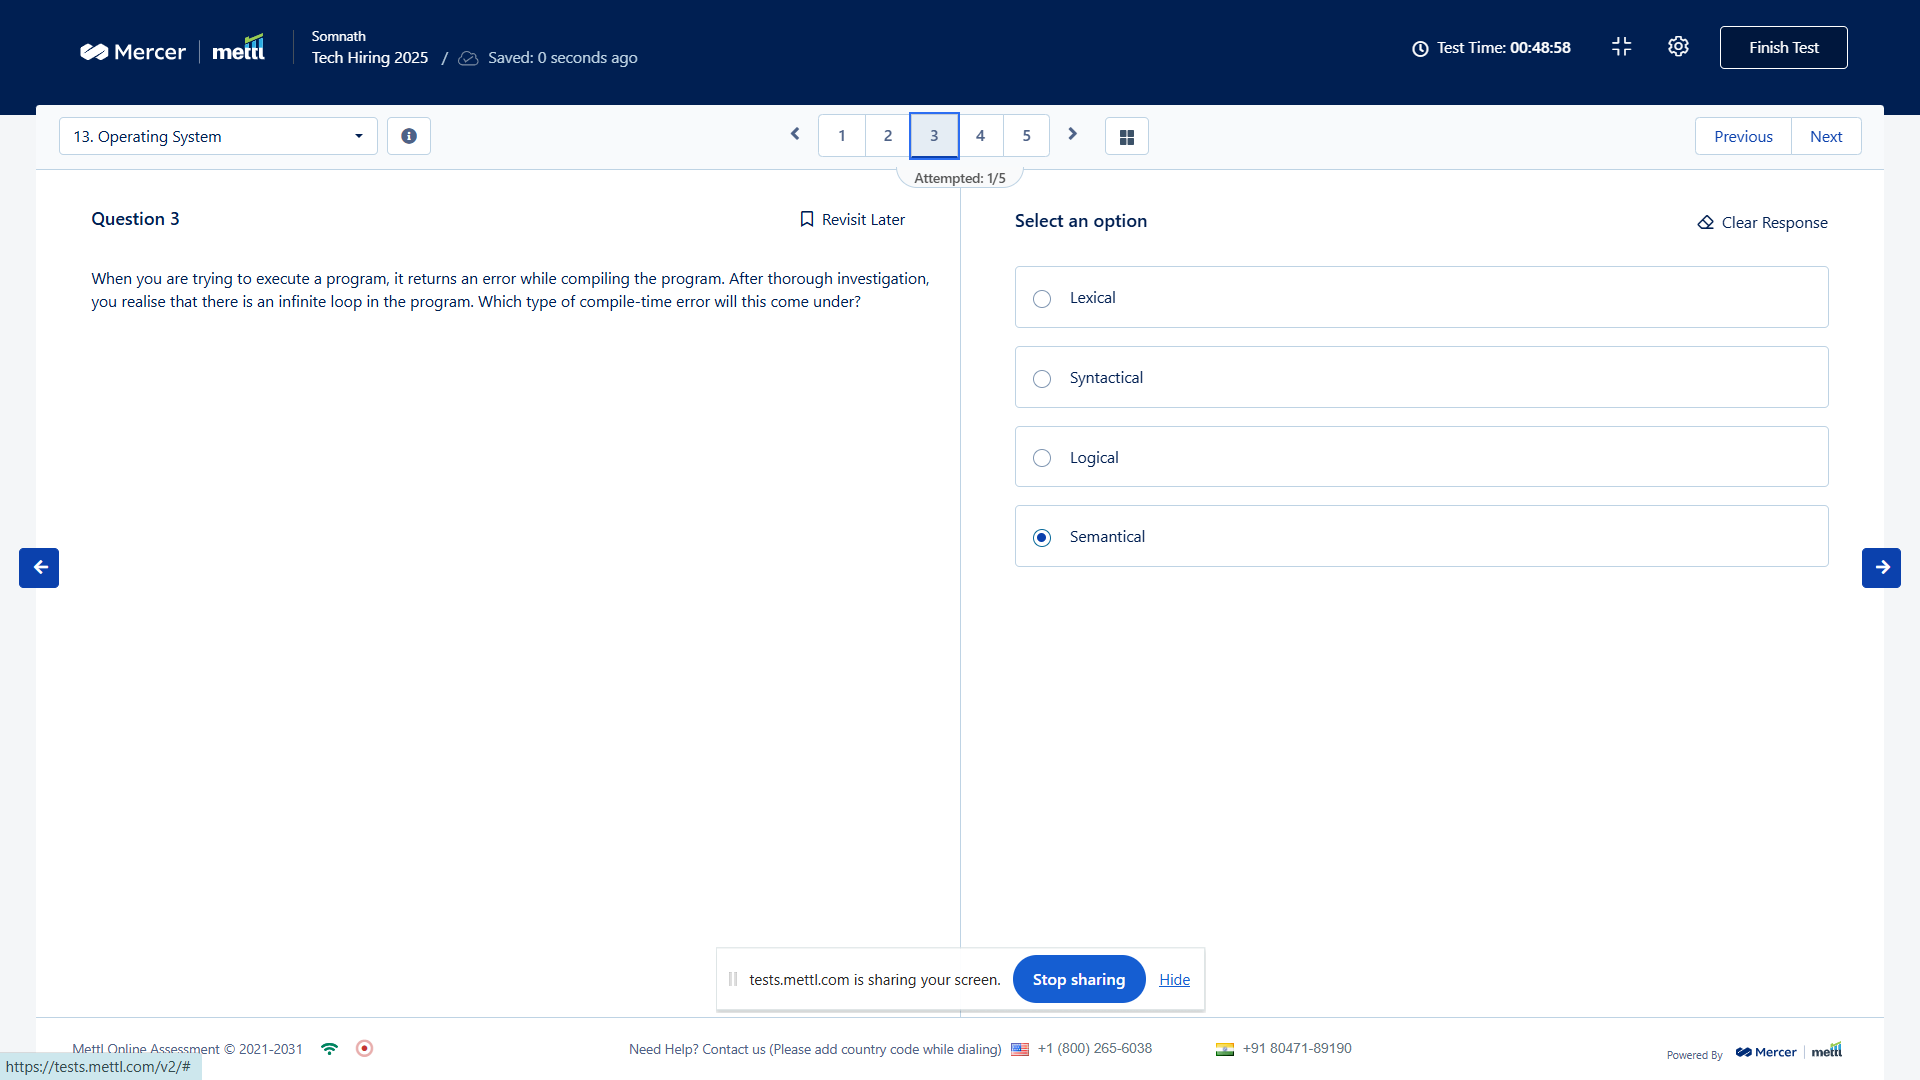 Mercer | mettl
Somnath
Tech Hiring 2025 / Saved: 0 seconds ago
Test Time: 00:48:58
Finish Test
13. Operating System
1 2 3 4 5
Previous Next
Attempted: 1/5
Question 3
Revisit Later
When you are trying to execute a program, it returns an error while compiling the program. After thorough investigation,
you realise that there is an infinite loop in the program. Which type of compile-time error will this come under?
Select an option
Clear Response
Lexical
Syntactical
Logical
Semantical
tests.mettl.com is sharing your screen. Stop sharing Hide
Mettl Online Assessment © 2021-2031
Need Help? Contact us (Please add country code while dialing) +1 (800) 265-6038 +91 80471-89190
Powered By Mercer | mettl
https://tests.mettl.com/v2/#